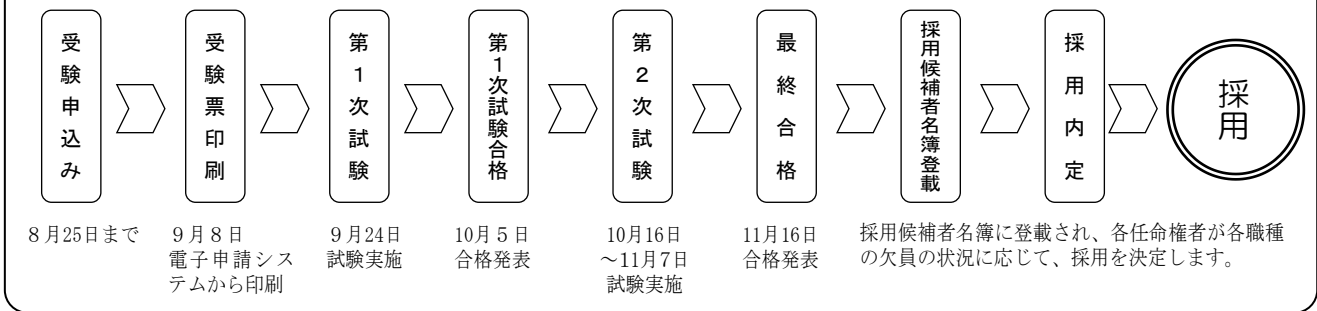 受験申込み
受験票印刷
第1次試験
第1次試験合格
第2次試験
最終合格
採用候補者名簿登載
採用内定
採用
8月25日まで
9月8日
電子申請シス
テムから印刷
9月24日
試験実施
10月5日
合格発表
10月16日
～11月7日
試験実施
11月16日
合格発表
採用候補者名簿に登載され、各任命権者が各職種
の欠員の状況に応じて、採用を決定します。